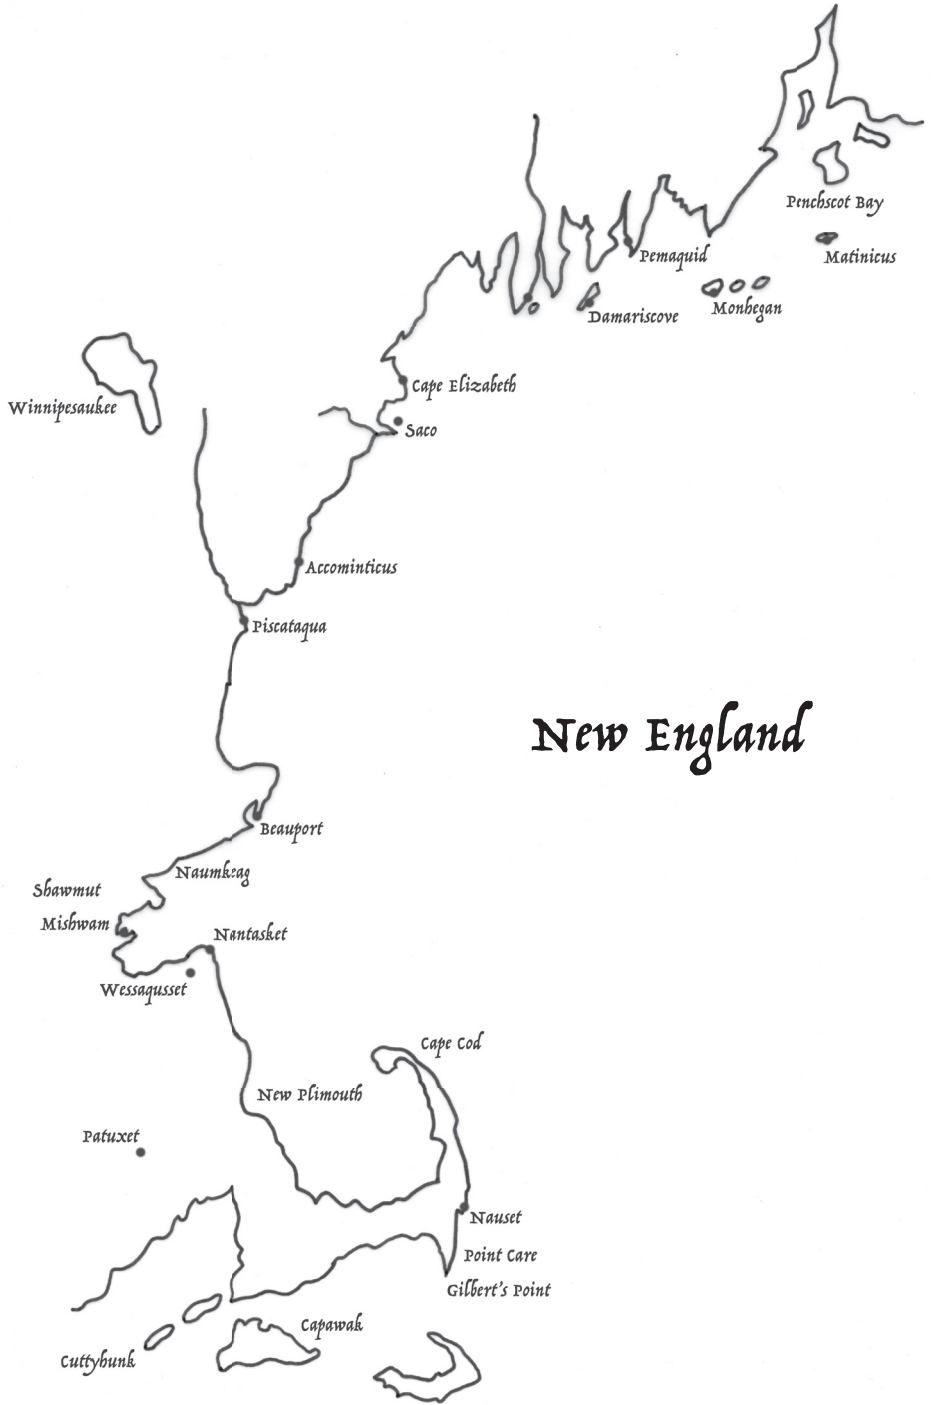 Penobscot Bay
Matinicus
Pemaquid
Monhegan
Damariscove
Cape Elizabeth
Winnipesaukee
Saco
Accominticus
Piscataqua
New England
Beauport
Naumkeag
Shawmut
Mishwam
Nantasket
Wessaqusset
Cape Cod
New Plimouth
Patuxet
Nauset
Point Care
Gilbert's Point
Capawak
Cuttyhunk